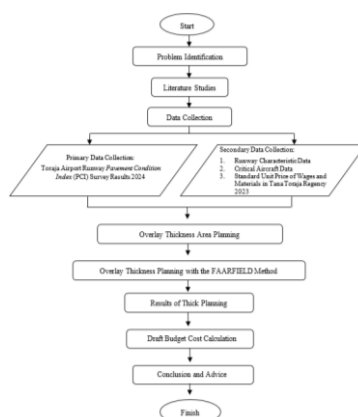 Start
Problem Identification
Literature Studies
Data Collection
Primary Data Collection:
Toraja Airport Runway Pavement Condition
Index (PCI) Survey Results 2024
Secondary Data Collection:
1. Runway Characteristic Data
2. Critical Aircraft Data
3. Standard Unit Price of Wages and
Materials in Tana Toraja Regency
2023
Overlay Thickness Area Planning
Overlay Thickness Planning with the FAARFIELD Method
Results of Thick Planning
Draft Budget Cost Calculation
Conclusion and Advice
Finish